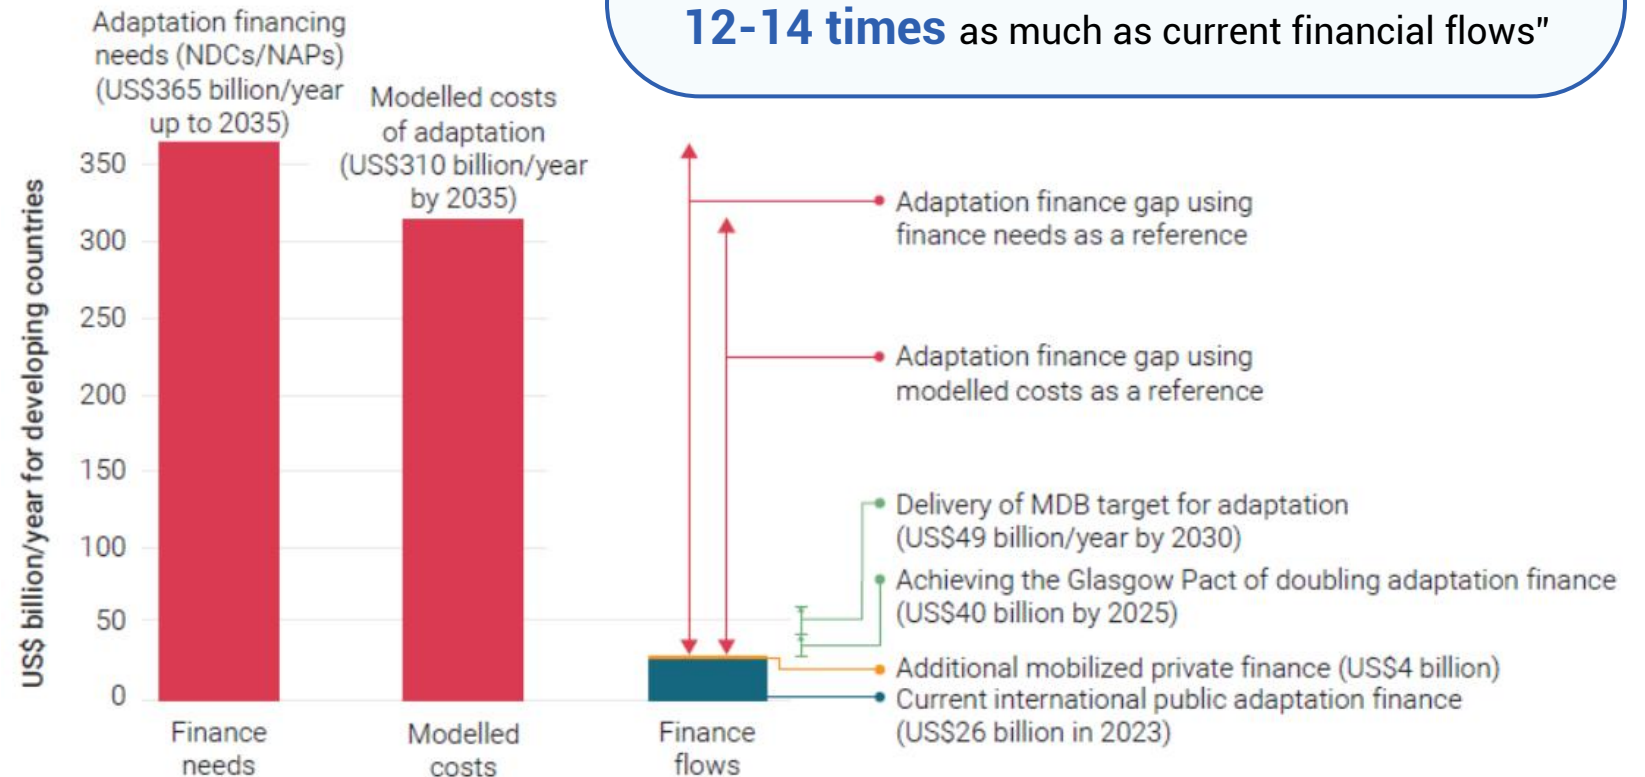 12-14 times as much as current financial flows”
Adaptation financing
needs (NDCs/NAPs)
(US$365 billion/year
up to 2035)
Modelled costs
of adaptation
(US$310 billion/year
by 2035)
US$ billion/year for developing countries
350
300
250
200
150
100
50
0
Adaptation finance gap using
finance needs as a reference
Adaptation finance gap using
modelled costs as a reference
Delivery of MDB target for adaptation
(US$49 billion/year by 2030)
Achieving the Glasgow Pact of doubling adaptation finance
(US$40 billion by 2025)
Additional mobilized private finance (US$4 billion)
Current international public adaptation finance
(US$26 billion in 2023)
Finance
needs
Modelled
costs
Finance
flows